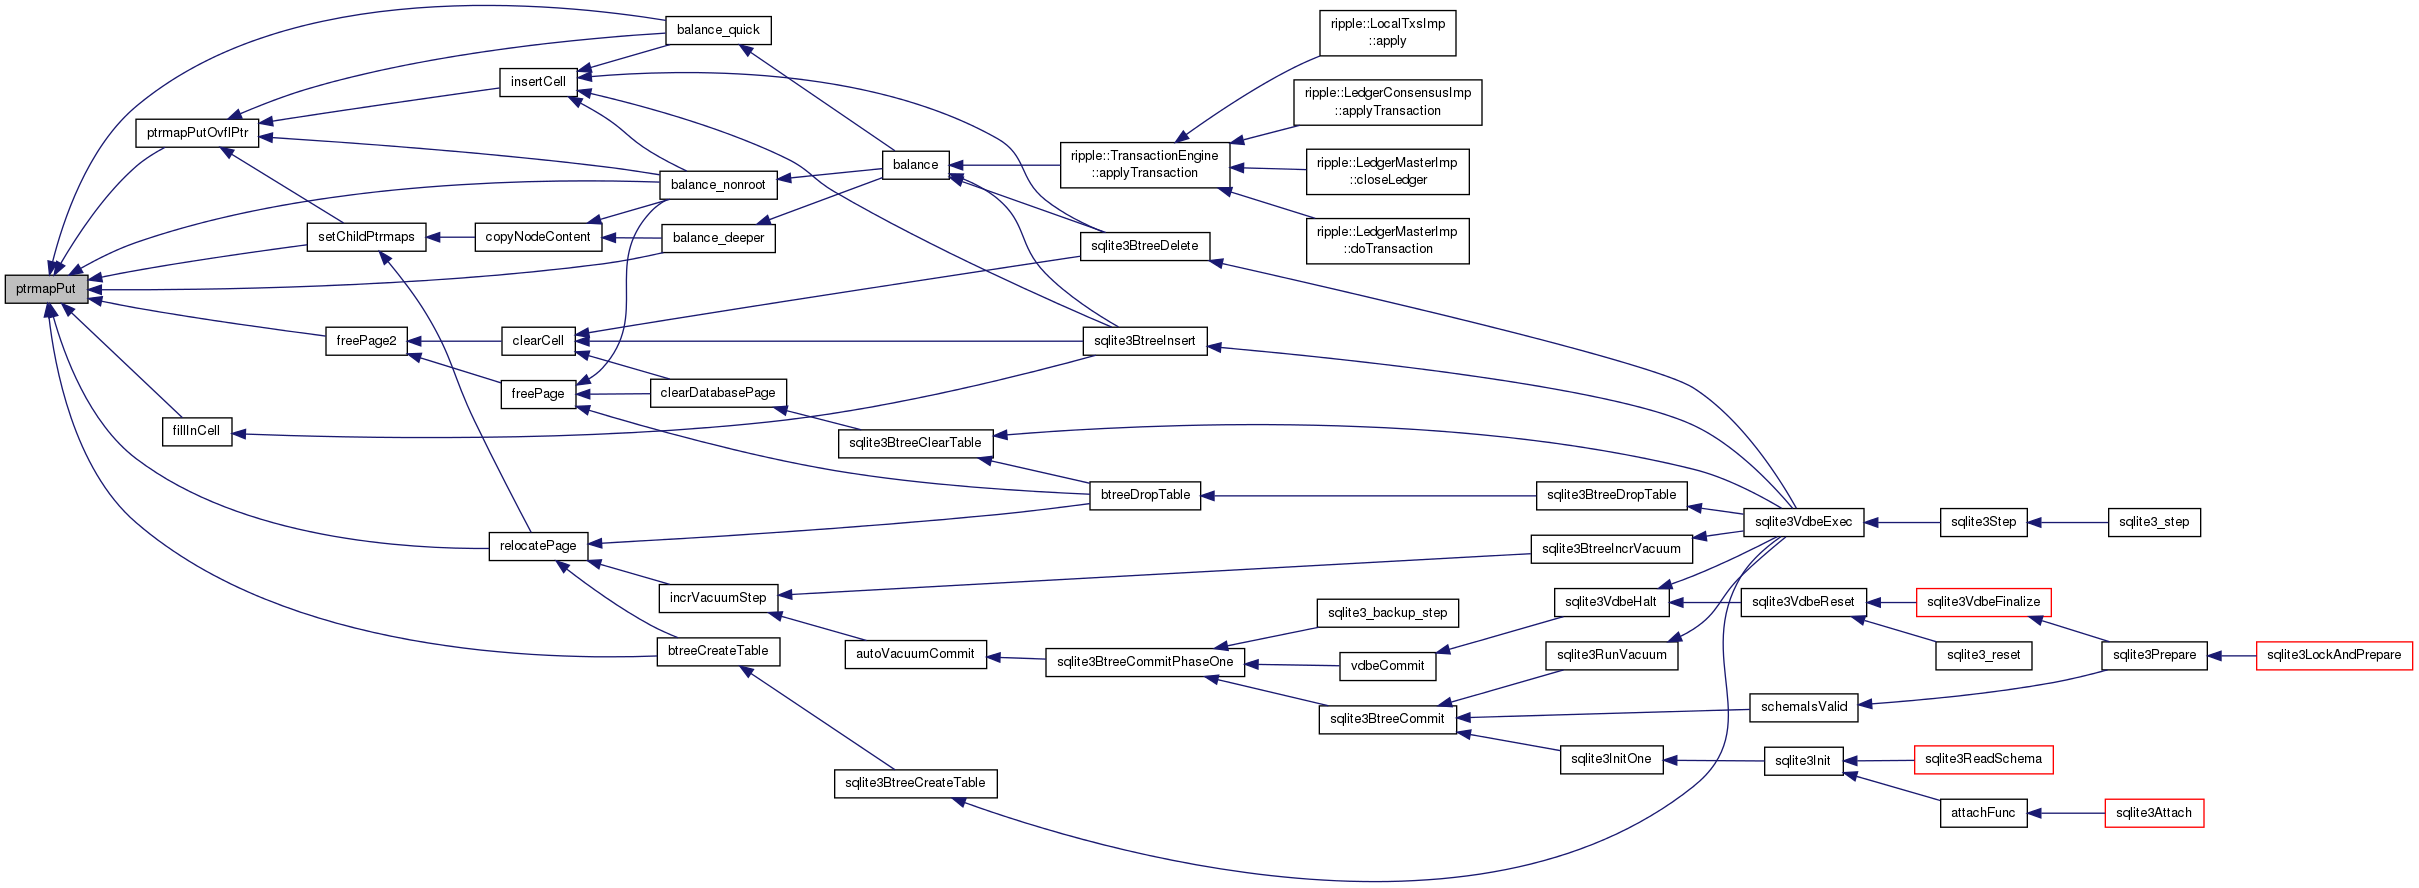 ptrmapPut
ptrmapPutOvflPtr
fillInCell
setChildPtrmaps
freePage2
insertCell
copyNodeContent
clearCell
freePage
relocatePage
balance_quick
balance_nonroot
balance_deeper
clearDatabasePage
incrVacuumStep
btreeCreateTable
balance
sqlite3BtreeClearTable
autoVacuumCommit
sqlite3BtreeCreateTable
ripple::TransactionEngine
::applyTransaction
sqlite3BtreeDelete
sqlite3BtreeInsert
btreeDropTable
sqlite3BtreeCommitPhaseOne
ripple::LocalTxsImp
::apply
ripple::LedgerConsensusImp
::applyTransaction
ripple::LedgerMasterImp
::closeLedger
ripple::LedgerMasterImp
::doTransaction
sqlite3_backup_step
vdbeCommit
sqlite3BtreeCommit
sqlite3BtreeDropTable
sqlite3BtreeIncrVacuum
sqlite3VdbeHalt
sqlite3RunVacuum
sqlite3InitOne
sqlite3VdbeExec
sqlite3VdbeReset
schemaIsValid
sqlite3Init
sqlite3Step
sqlite3VdbeFinalize
sqlite3_reset
sqlite3ReadSchema
attachFunc
sqlite3_step
sqlite3Prepare
sqlite3Attach
sqlite3LockAndPrepare